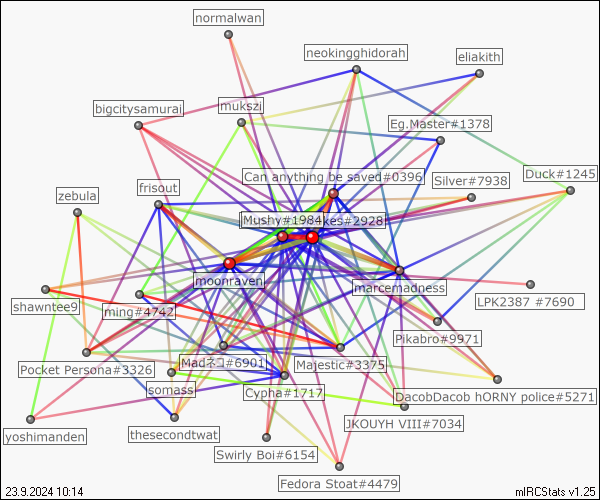 normalwan
neokingghidorah
eliakith
bigcitysamurai
mukszi
Eg.Master#1378
Can anything be saved#0396
Duck#1245
Silver#7938
zebula
frisout
Mushy#1984
kes#2928
moonraven
marcemadness
shawntee9
ming#4742
LPK2387 #7690
Pikabro#9971
Pocket Persona#3326
Madネコ#6901
Majestic#3375
somass
Cypha#1717
DacobDacob hORNY police#5271
yoshimanden
thesecondtwat
JKOUYH VIII#7034
Swirly Boi#6154
Fedora Stoat#4479
23.9.2024 10:14
mIRCStats v1.25